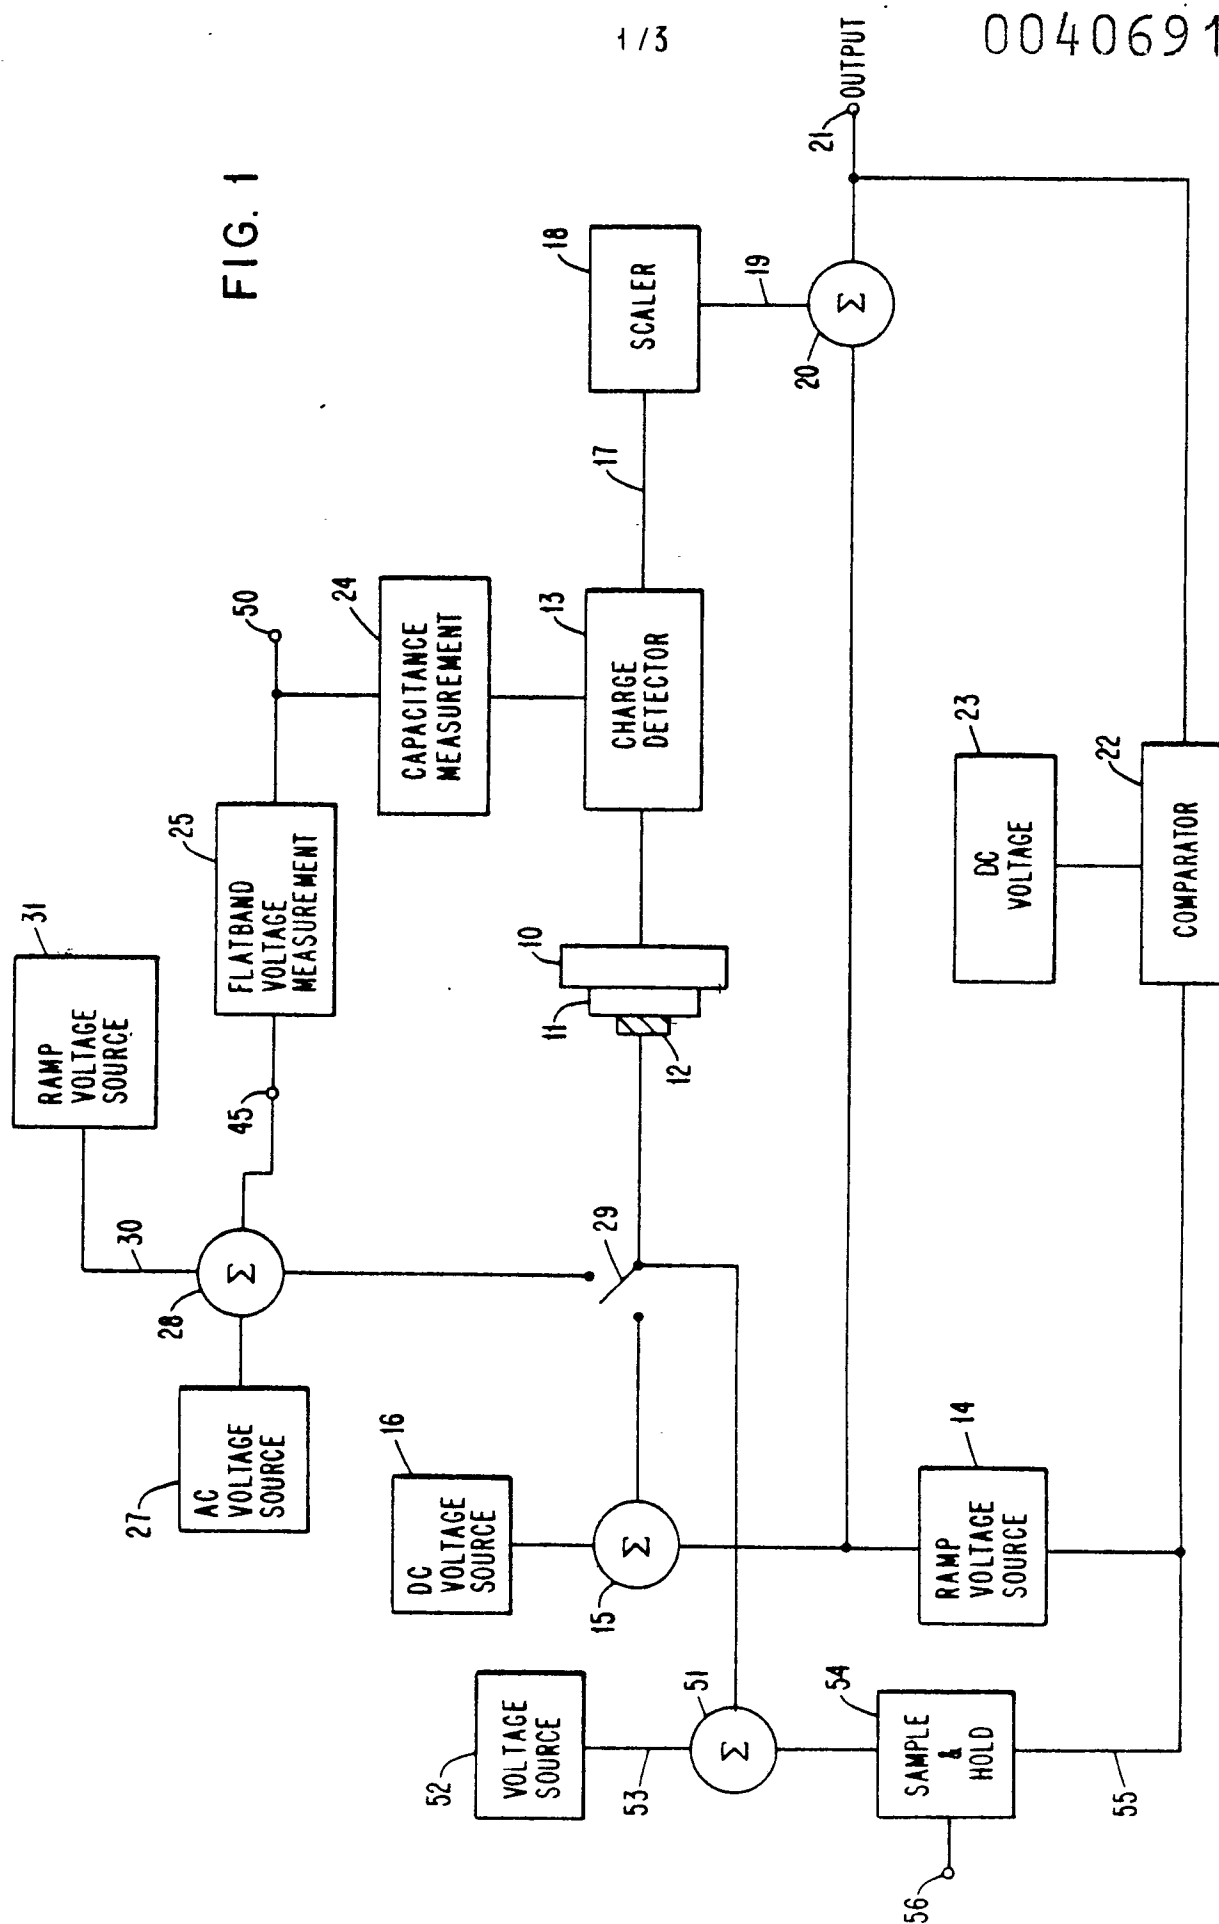 1/3
0040691
FIG. 1
31
RAMP
VOLTAGE
SOURCE
30
28
Σ
45
25
FLATBAND
VOLTAGE
MEASUREMENT
50
27
AC
VOLTAGE
SOURCE
24
CAPACITANCE
MEASUREMENT
16
DC
VOLTAGE
SOURCE
15
Σ
29
12
11
10
13
CHARGE
DETECTOR
17
18
SCALER
19
20
Σ
21
OUTPUT
52
VOLTAGE
SOURCE
53
51
Σ
54
SAMPLE
&
HOLD
55
56
14
RAMP
VOLTAGE
SOURCE
23
DC
VOLTAGE
22
COMPARATOR